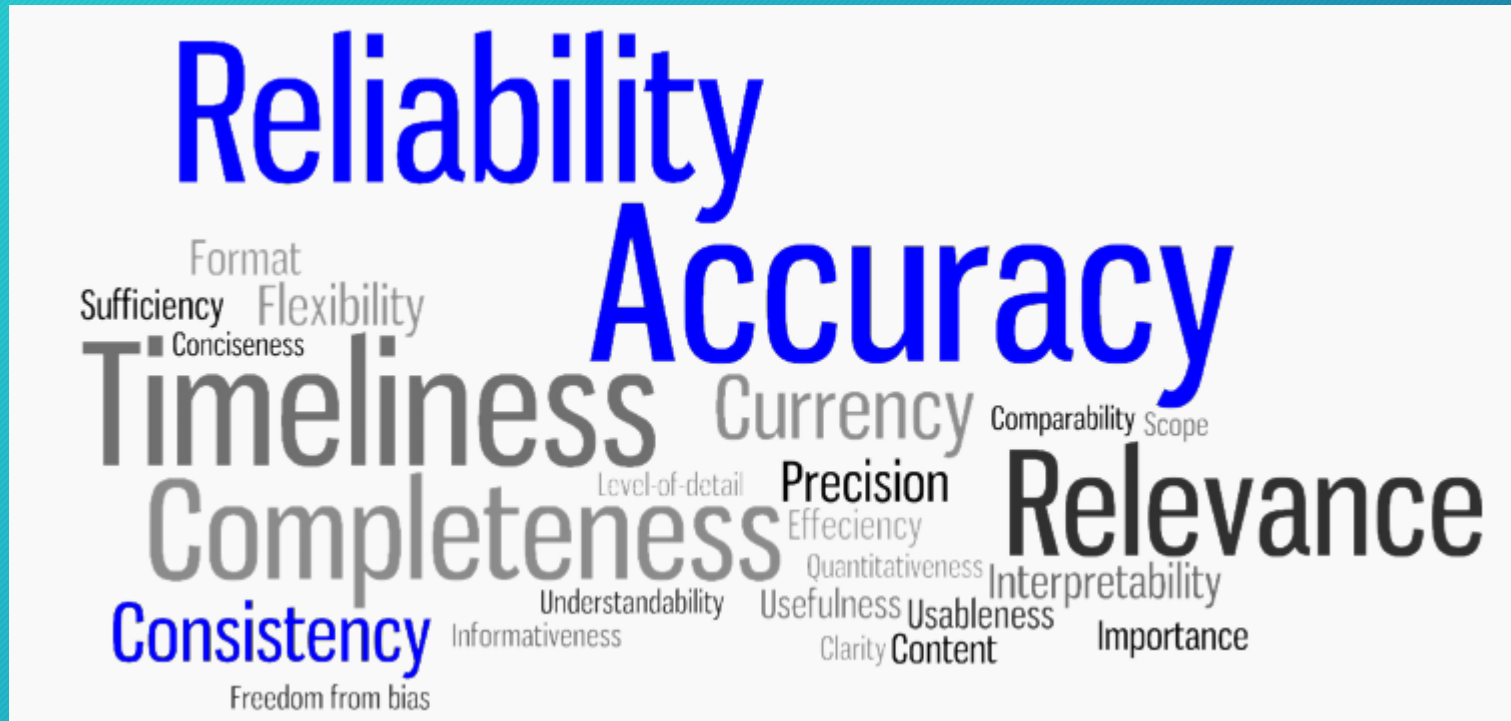 Reliability
Accuracy
Format
Sufficiency Flexibility
Conciseness
Timeliness
Currency
Comparability Scope
Relevance
Level-of-detail
Precision
Completeness
Effeciency
Quantitativeness
Interpretability
Understandability
Usefulness Usableness
Consistency
Informativeness
Clarity Content
Importance
Freedom from bias